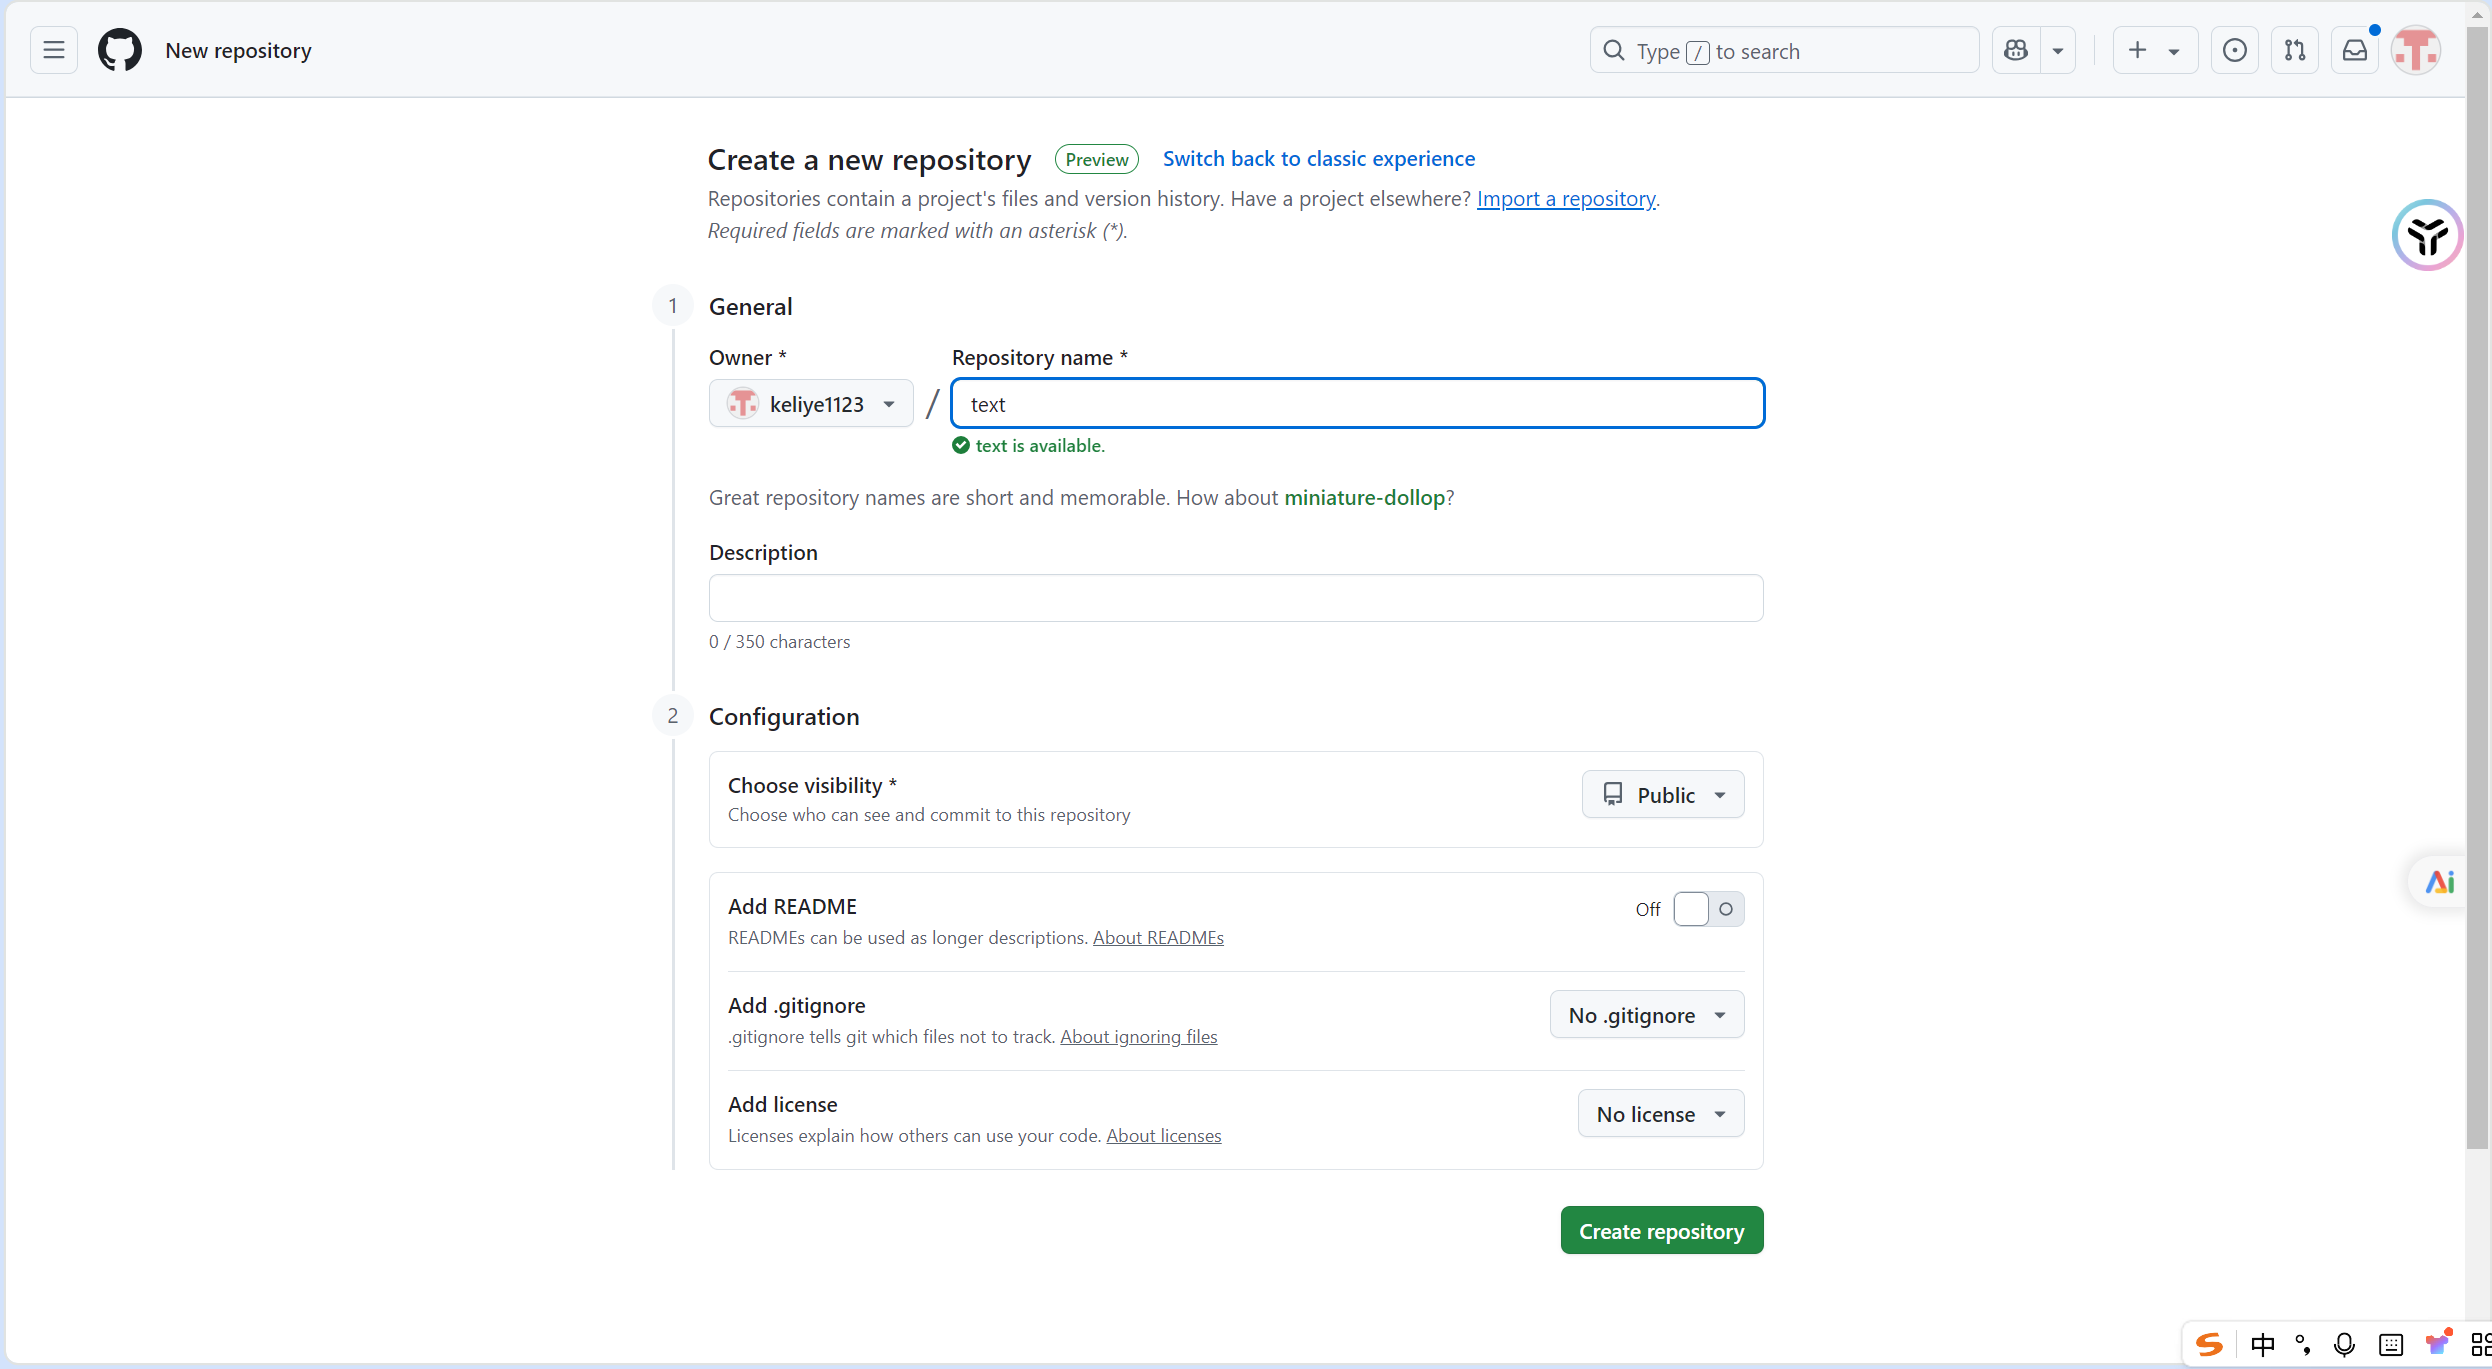 New repository
Type / to search
Create a new repository Preview Switch back to classic experience
Repositories contain a project's files and version history. Have a project elsewhere? Import a repository.
Required fields are marked with an asterisk (*).
1 General
Owner * Repository name *
keliye1123 / text
text is available.
Great repository names are short and memorable. How about miniature-dollop?
Description
0 / 350 characters
2 Configuration
Choose visibility *
Public
Choose who can see and commit to this repository
Add README
Off
READMEs can be used as longer descriptions. About READMEs
Add .gitignore
No .gitignore
.gitignore tells git which files not to track. About ignoring files
Add license
No license
Licenses explain how others can use your code. About licenses
Create repository
Ai
S 中